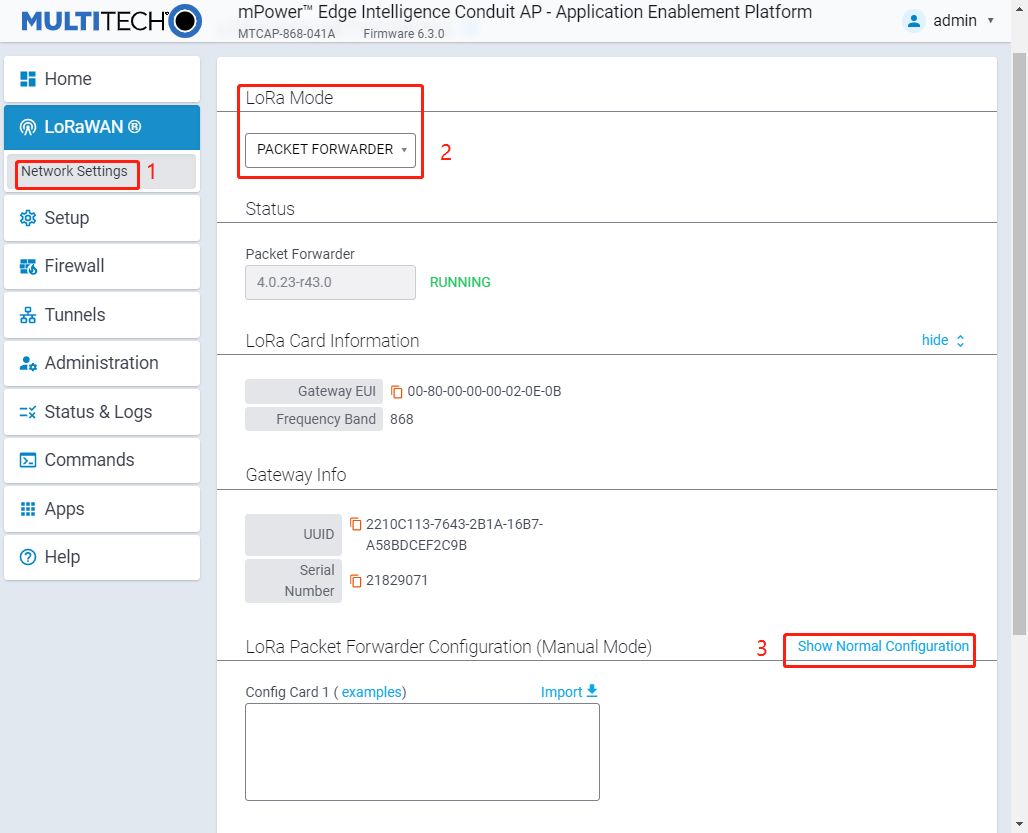 MULTITECH
mPower™ Edge Intelligence Conduit AP - Application Enablement Platform
MTCAP-868-041A Firmware 6.3.0
admin
Home
LoRaWAN ®
Network Settings 1
Setup
Firewall
Tunnels
Administration
Status & Logs
Commands
Apps
Help
LoRa Mode
PACKET FORWARDER 2
Status
Packet Forwarder
4.0.23-r43.0 RUNNING
LoRa Card Information hide
Gateway EUI 00-80-00-00-00-02-0E-0B
Frequency Band 868
Gateway Info
UUID 2210C113-7643-2B1A-16B7-
A58BDCEF2C9B
Serial
Number 21829071
LoRa Packet Forwarder Configuration (Manual Mode) 3 Show Normal Configuration
Config Card 1 ( examples) Import